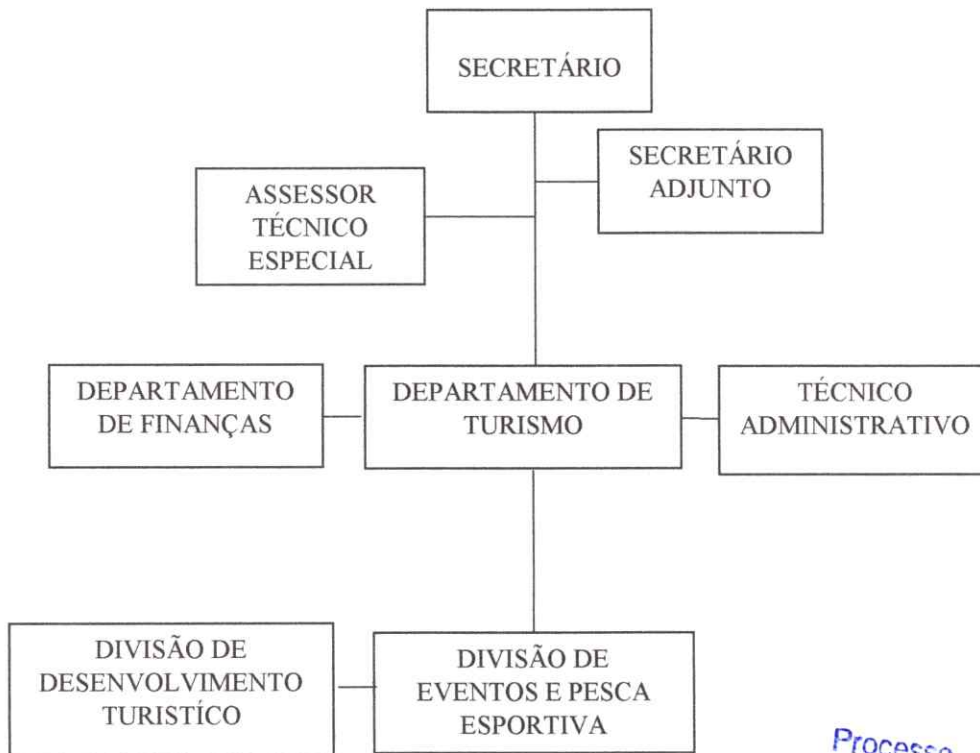 SECRETÁRIO
SECRETÁRIO
ADJUNTO
ASSESSOR
TÉCNICO
ESPECIAL
DEPARTAMENTO
DE FINANÇAS
DEPARTAMENTO DE
TURISMO
TÉCNICO
ADMINISTRATIVO
DIVISÃO DE
DESENVOLVIMENTO
TURISTÍCO
DIVISÃO DE
EVENTOS E PESCA
ESPORTIVA
Processo